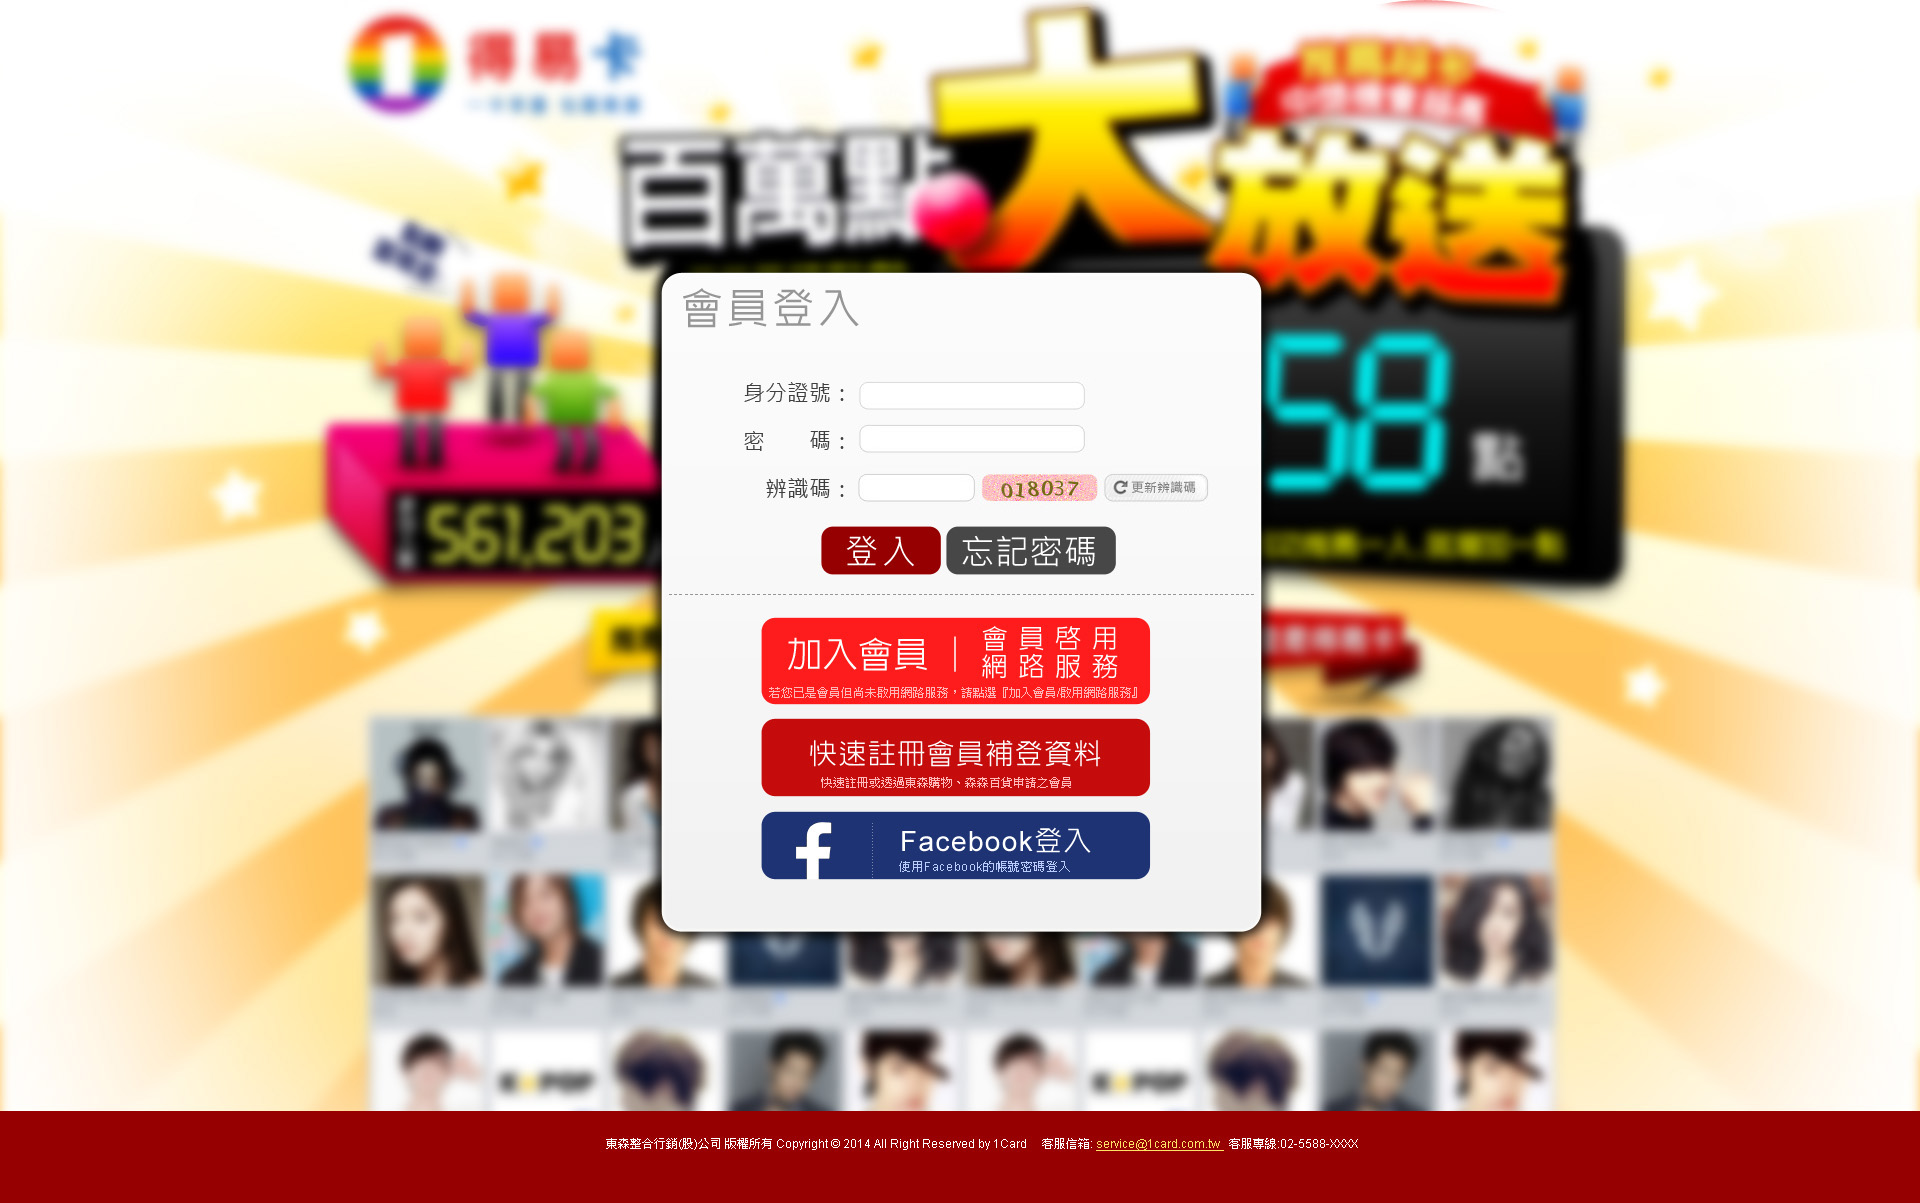 得易卡
百萬點大放送
會員登入
58 點
身分證號：
密　　碼：
辨識碼：
018037
更新辨識碼
561,203
登入
忘記密碼
加入會員｜會員啓用網路服務
若您已是會員但尚未啟用網路服務，請點選『加入會員/啟用網路服務』
快速註冊會員補登資料
快速註冊或透過東森購物、森森百貨申請之會員
Facebook登入
使用Facebook的帳號密碼登入
東森整合行銷(股)公司 版權所有 Copyright © 2014 All Right Reserved by 1Card 客服信箱: service@1card.com.tw 客服專線:02-5588-XXXX